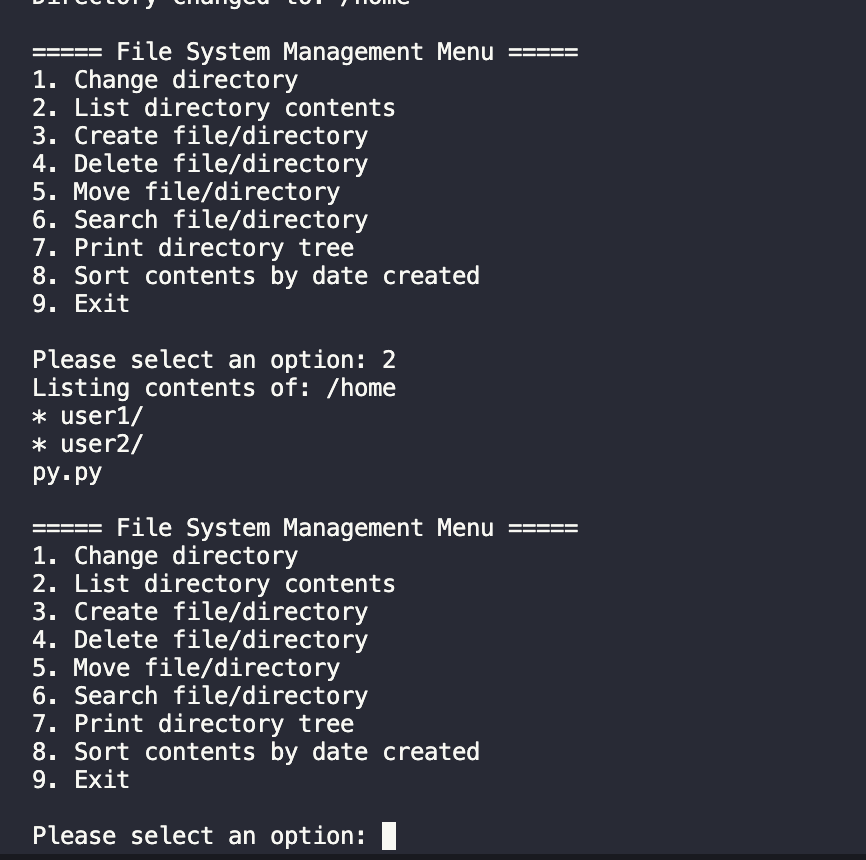 Directory changed to: /home
===== File System Management Menu =====
1. Change directory
2. List directory contents
3. Create file/directory
4. Delete file/directory
5. Move file/directory
6. Search file/directory
7. Print directory tree
8. Sort contents by date created
9. Exit
Please select an option: 2
Listing contents of: /home
* user1/
* user2/
py.py
===== File System Management Menu =====
1. Change directory
2. List directory contents
3. Create file/directory
4. Delete file/directory
5. Move file/directory
6. Search file/directory
7. Print directory tree
8. Sort contents by date created
9. Exit
Please select an option: